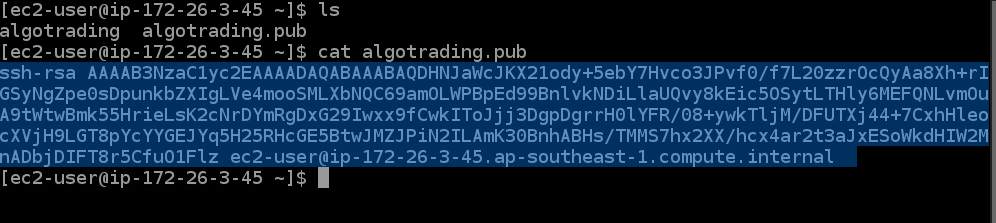 [ec2-user@ip-172-26-3-45 ~]$ ls
algotrading  algotrading.pub
[ec2-user@ip-172-26-3-45 ~]$ cat algotrading.pub
ssh-rsa AAAAB3NzaC1yc2EAAAADAQABAAABAQDHNJaWcJKX21ody+5ebY7Hvco3JPvf0/f7L20zzrOcQyAa8Xh+rI
GSyNgZpe0sDpunkbZXIgLVe4mooSMLXbNQC69amOLWPBpEd99BnlvkNDiLlaUQvy8kEic5OSytLTHly6MEFQNLvmOu
A9tWtwBmk55HrieLsK2cNrDYmRgDxG29Iwxx9fCwkIToJjj3DgpDgrrH0lYFR/08+ywkTljM/DFUTXj44+7CxhHleo
cXVjH9LGT8pYcYYGEJYq5H25RHcGE5BtwJMZJPiN2ILAmK30BnhABHs/TMMS7hx2XX/hcx4ar2t3aJxESoWkdHIW2M
nADbjDIFT8r5CfuO1Flz ec2-user@ip-172-26-3-45.ap-southeast-1.compute.internal
[ec2-user@ip-172-26-3-45 ~]$